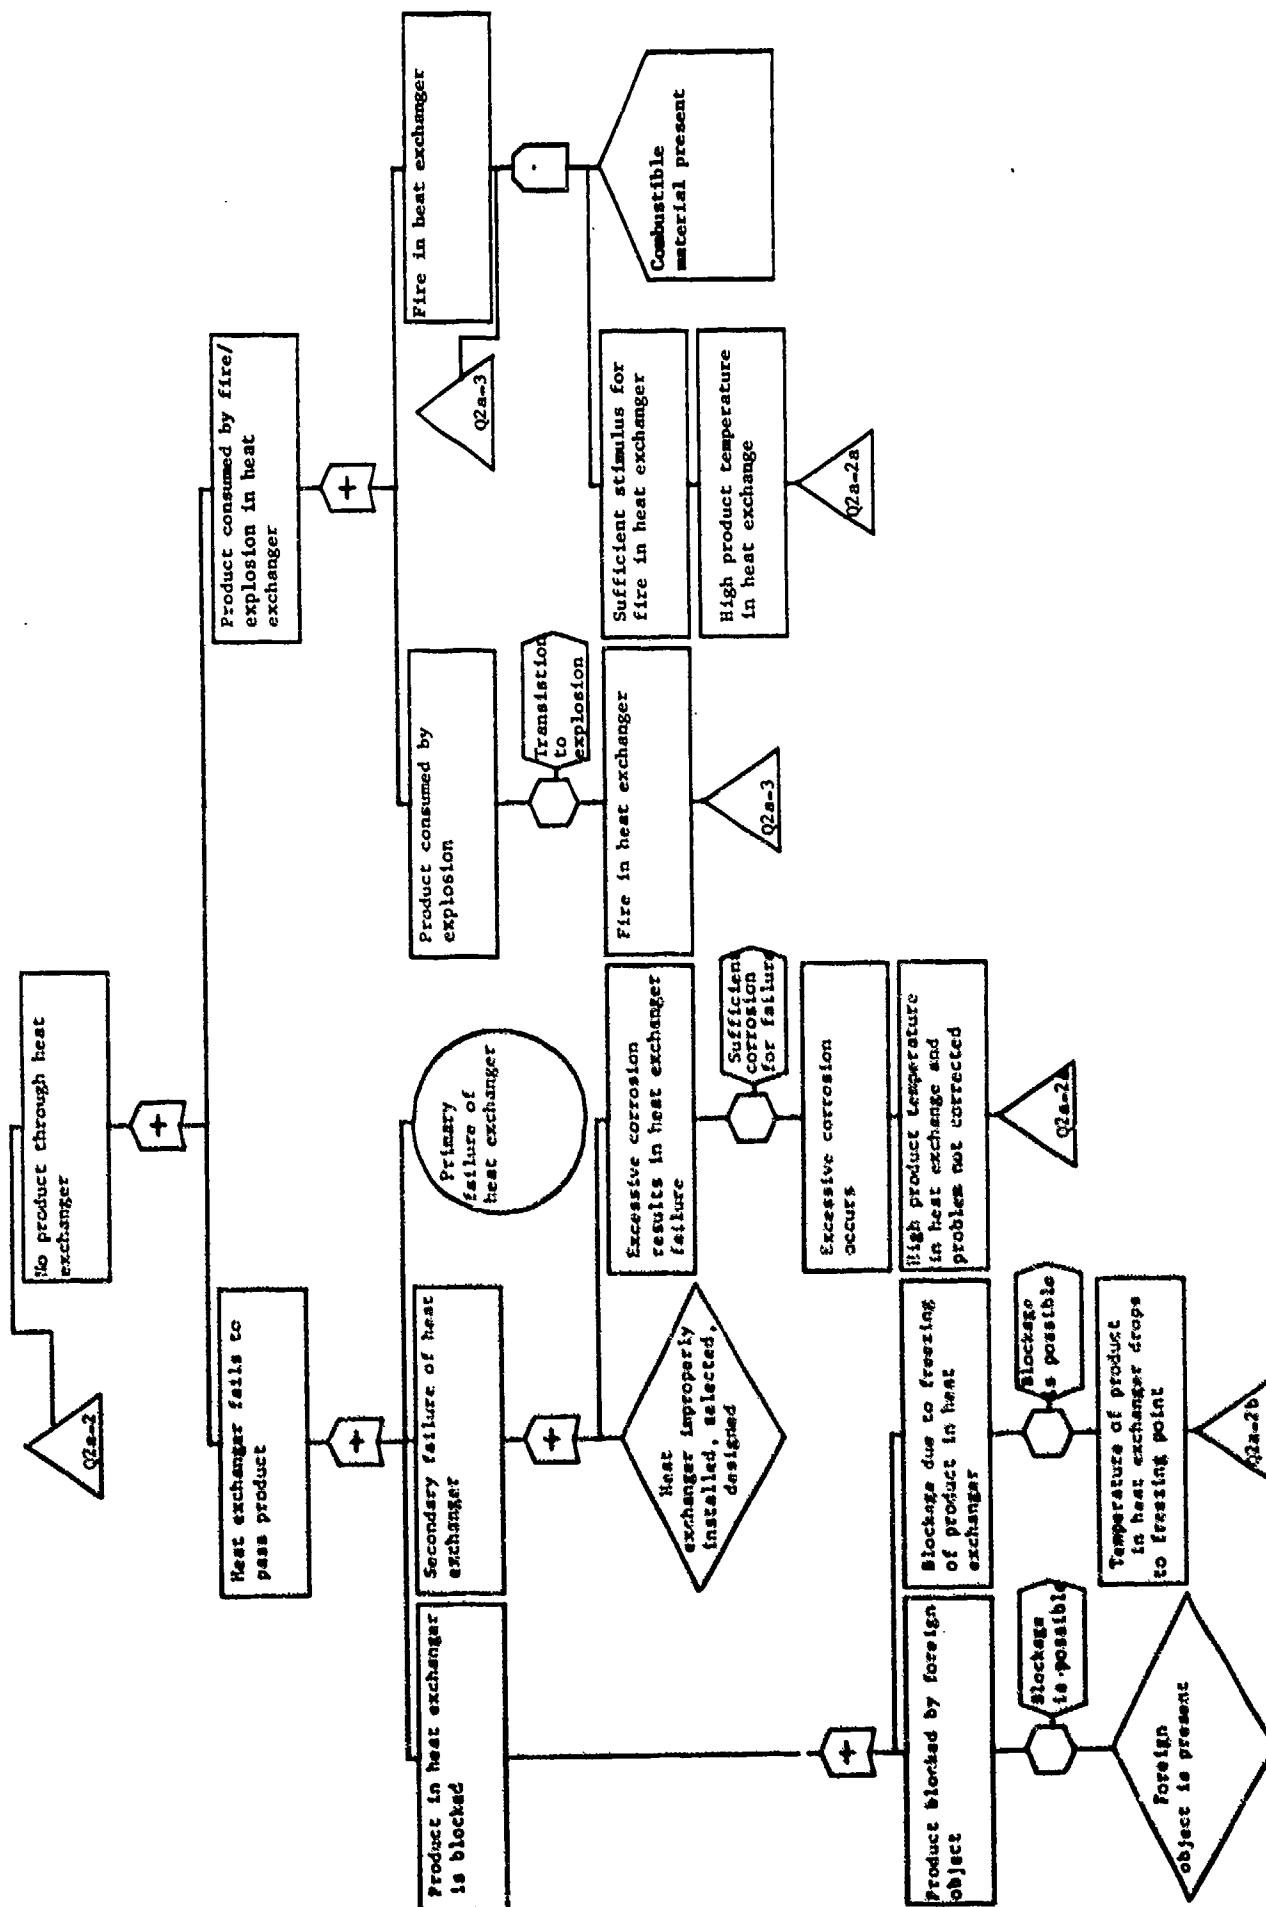 Q2a-2
No product through heat
exchanger
+
Heat exchanger fails to
pass product
Product consumed by fire/
explosion in heat
exchanger
+
+
Product in heat exchanger
is blocked
Secondary failure of heat
exchanger
Primary
failure of
heat exchanger
Product consumed by
explosion
Q2a-3
Fire in heat exchanger
+
Transistion
to
explosion
.
Heat
exchanger improperly
installed, selected,
designed
Excessive corrosion
results in heat exchanger
failure
Fire in heat exchanger
Sufficient stimulus for
fire in heat exchanger
Combustible
material present
Sufficien
corrosion
for failure
Q2a-3
High product temperature
in heat exchange
Excessive corrosion
occurs
Q2a-2a
+
Product blocked by foreign
object
Blockage due to freezing
of product in heat
exchanger
High product temperature
in heat exchange and
problem not corrected
Blockage
is possible
Blockage
is possible
Q2a-2a
Foreign
object is present
Temperature of product
in heat exchanger drops
to freezing point
Q2a-2b